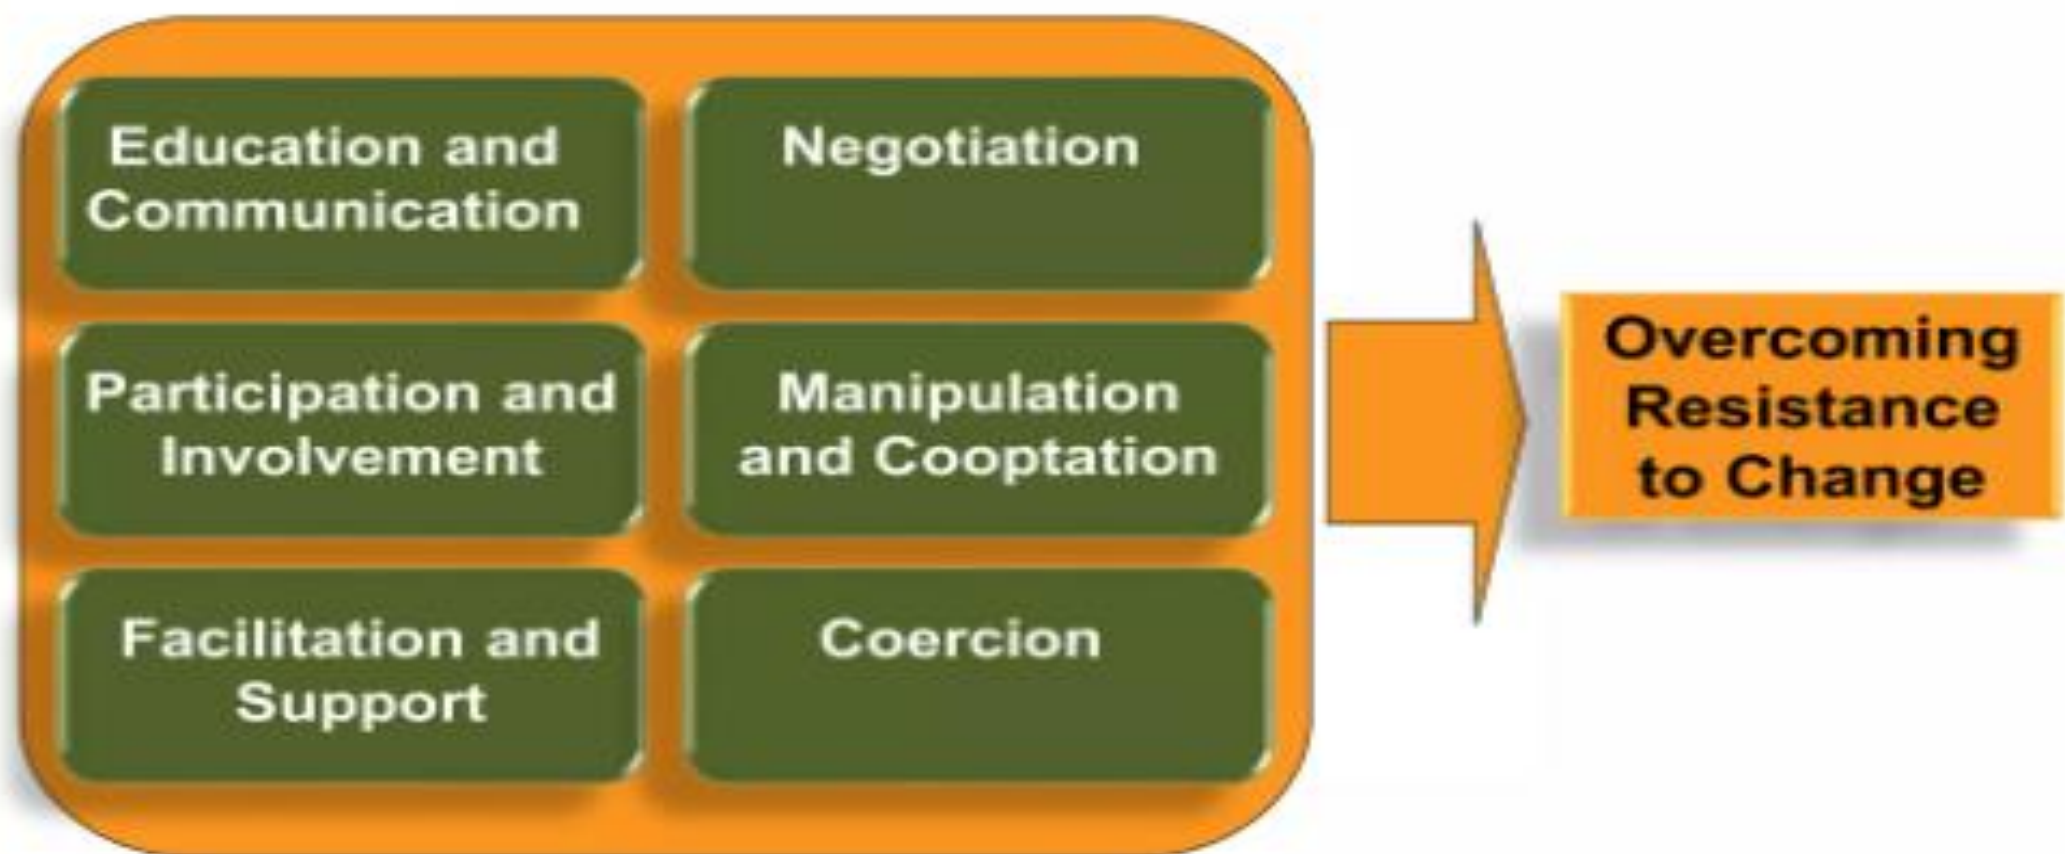 Education and
Communication
Negotiation
Participation and
Involvement
Manipulation
and Cooptation
Facilitation and
Support
Coercion
Overcoming
Resistance
to Change